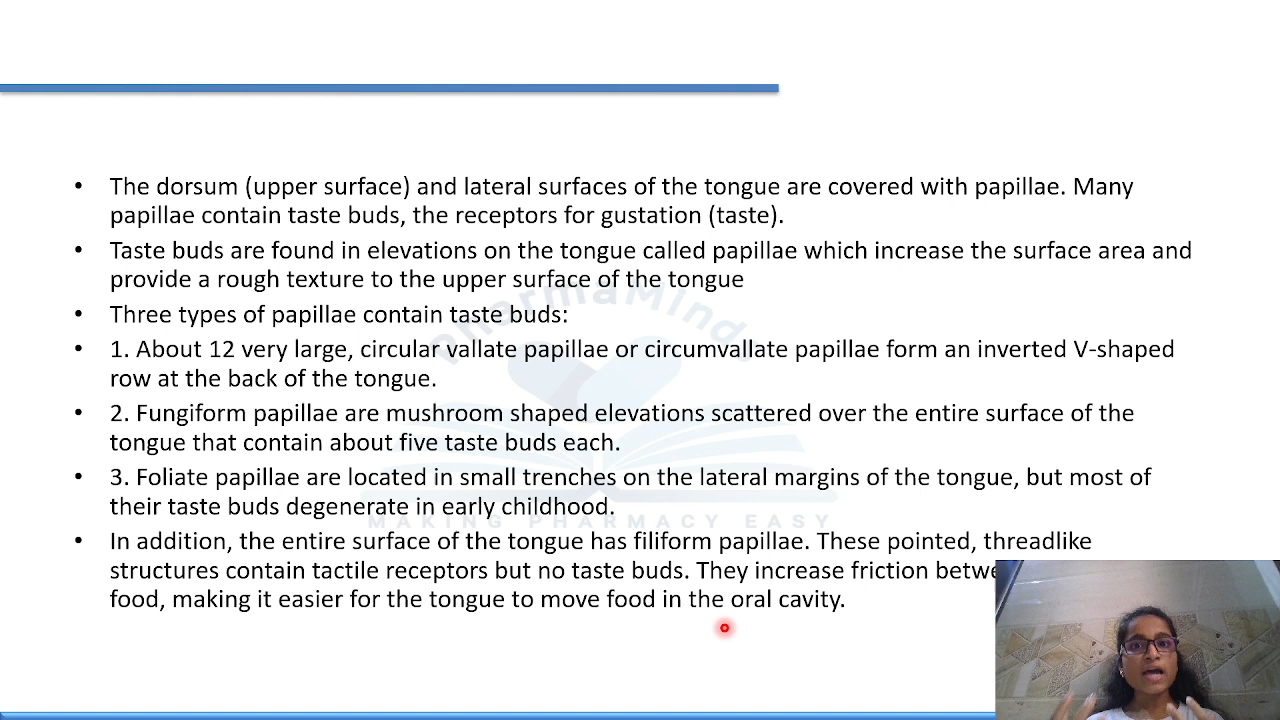 • The dorsum (upper surface) and lateral surfaces of the tongue are covered with papillae. Many
papillae contain taste buds, the receptors for gustation (taste).
• Taste buds are found in elevations on the tongue called papillae which increase the surface area and
provide a rough texture to the upper surface of the tongue
• Three types of papillae contain taste buds:
• 1. About 12 very large, circular vallate papillae or circumvallate papillae form an inverted V-shaped
row at the back of the tongue.
• 2. Fungiform papillae are mushroom shaped elevations scattered over the entire surface of the
tongue that contain about five taste buds each.
• 3. Foliate papillae are located in small trenches on the lateral margins of the tongue, but most of
their taste buds degenerate in early childhood.
• In addition, the entire surface of the tongue has filiform papillae. These pointed, threadlike
structures contain tactile receptors but no taste buds. They increase friction
food, making it easier for the tongue to move food in the oral cavity.
MAKING PHARMACY EASY